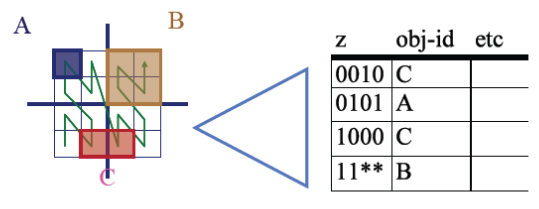 A
B
C
z obj-id etc
0010 C
0101 A
1000 C
11** B